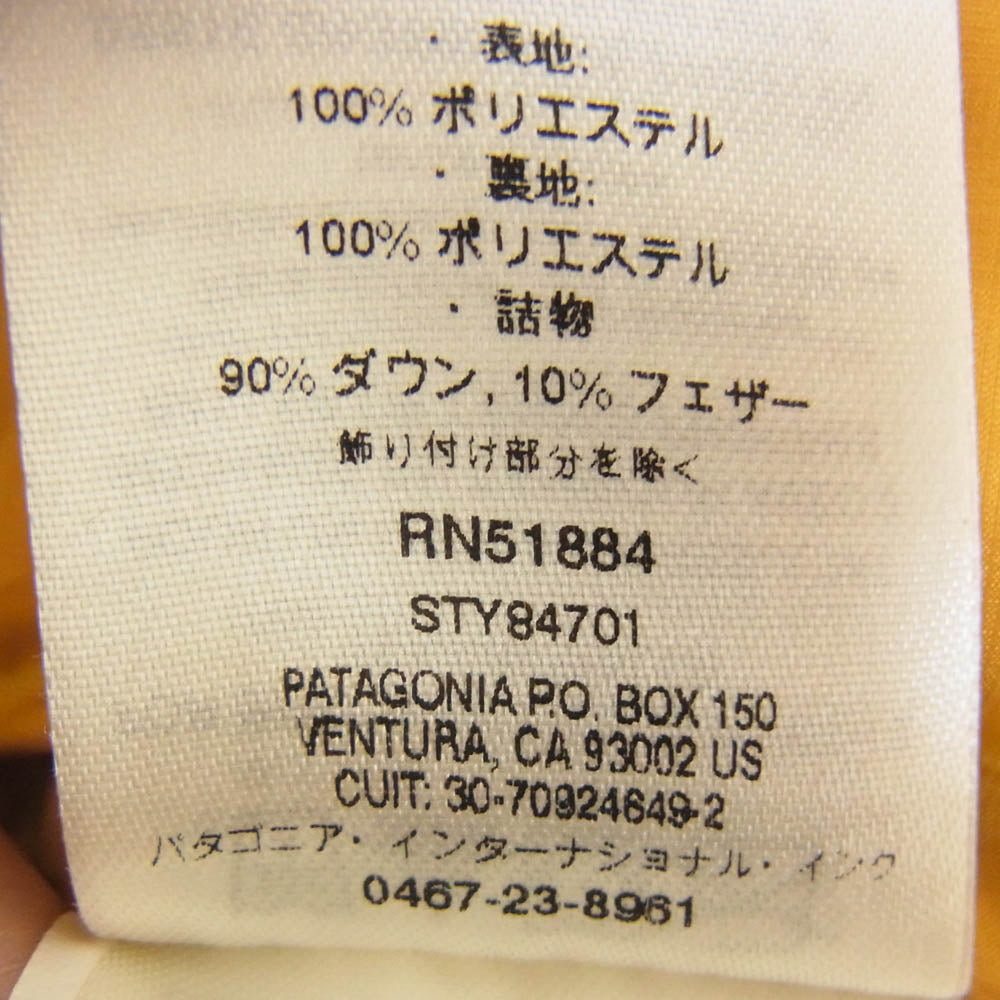 ・表地:
100% ポリエステル
・裏地:
100% ポリエステル
・詰物
90% ダウン, 10% フェザー
飾り付け部分を除く
RN51884
STY84701
PATAGONIA P.O. BOX 150
VENTURA, CA 93002 US
CUIT: 30-70924649-2
パタゴニア・インターナショナル・インク
0467-23-8961